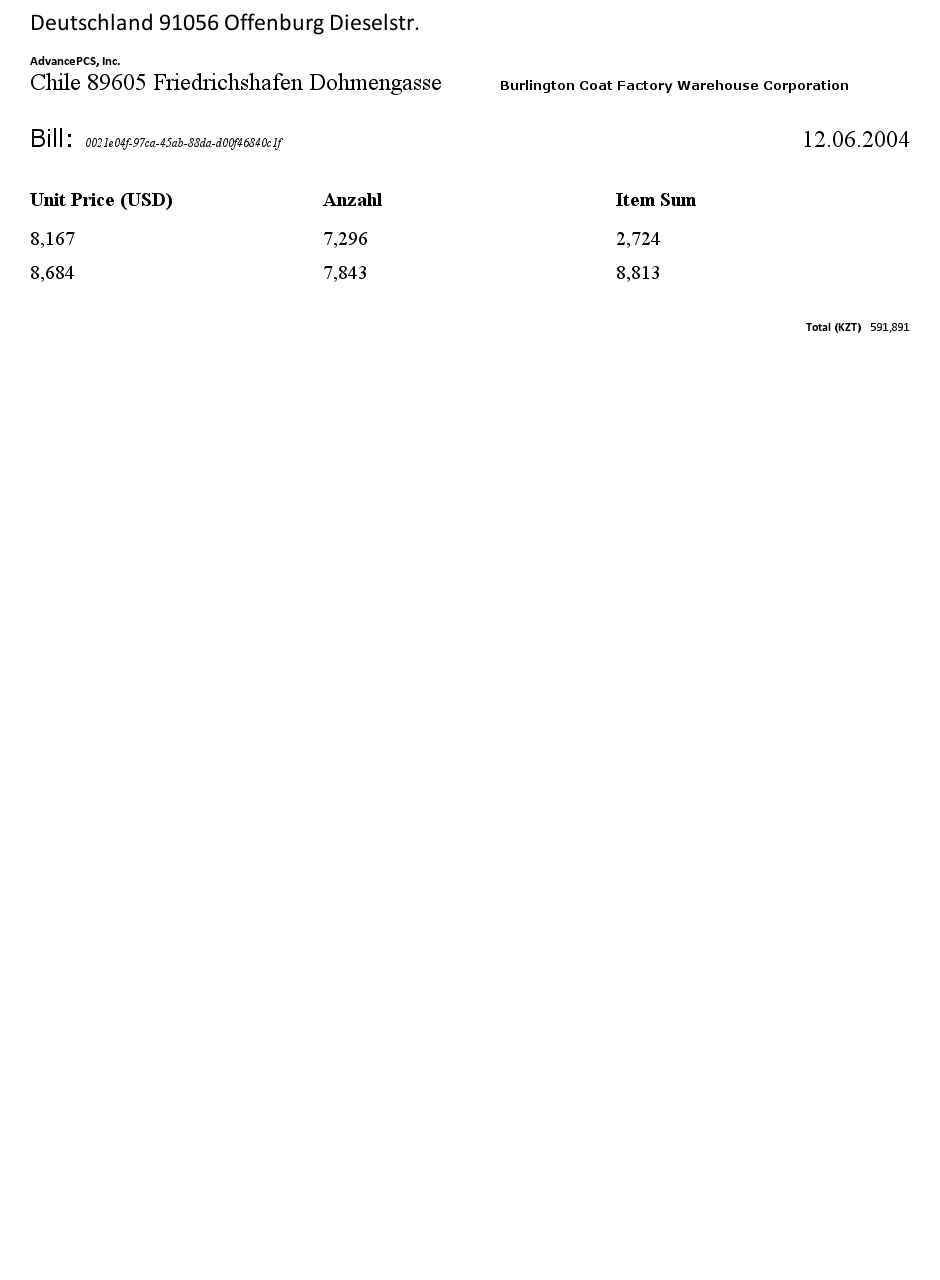 Deutschland 91056 Offenburg Dieselstr.
AdvancePCS, Inc.
Chile 89605 Friedrichshafen Dohmengasse
Burlington Coat Factory Warehouse Corporation
Bill: 0021e04f-97ca-45ab-88da-d00f46840c1f 12.06.2004
Unit Price (USD) Anzahl Item Sum
8,167 7,296 2,724
8,684 7,843 8,813
Total (KZT) 591,891